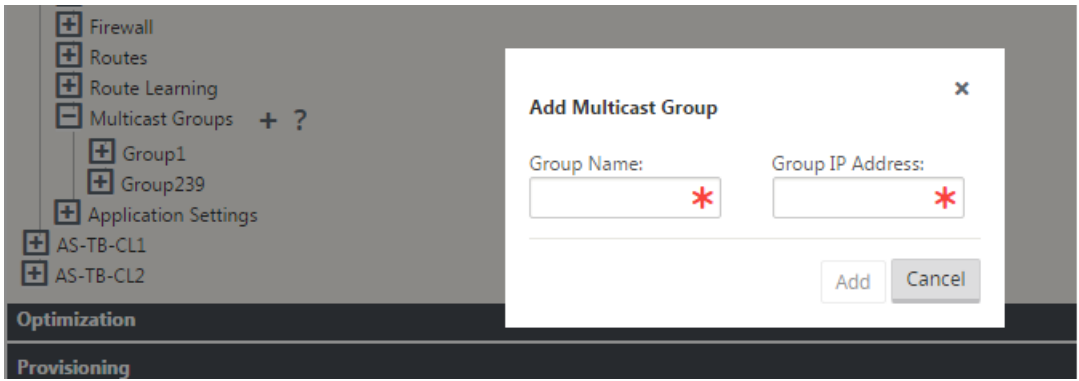 Firewall
Routes
Route Learning
Multicast Groups + ?
Group1
Group239
Application Settings
AS-TB-CL1
AS-TB-CL2
Optimization
Provisioning
Add Multicast Group
Group Name:
Group IP Address:
Add
Cancel